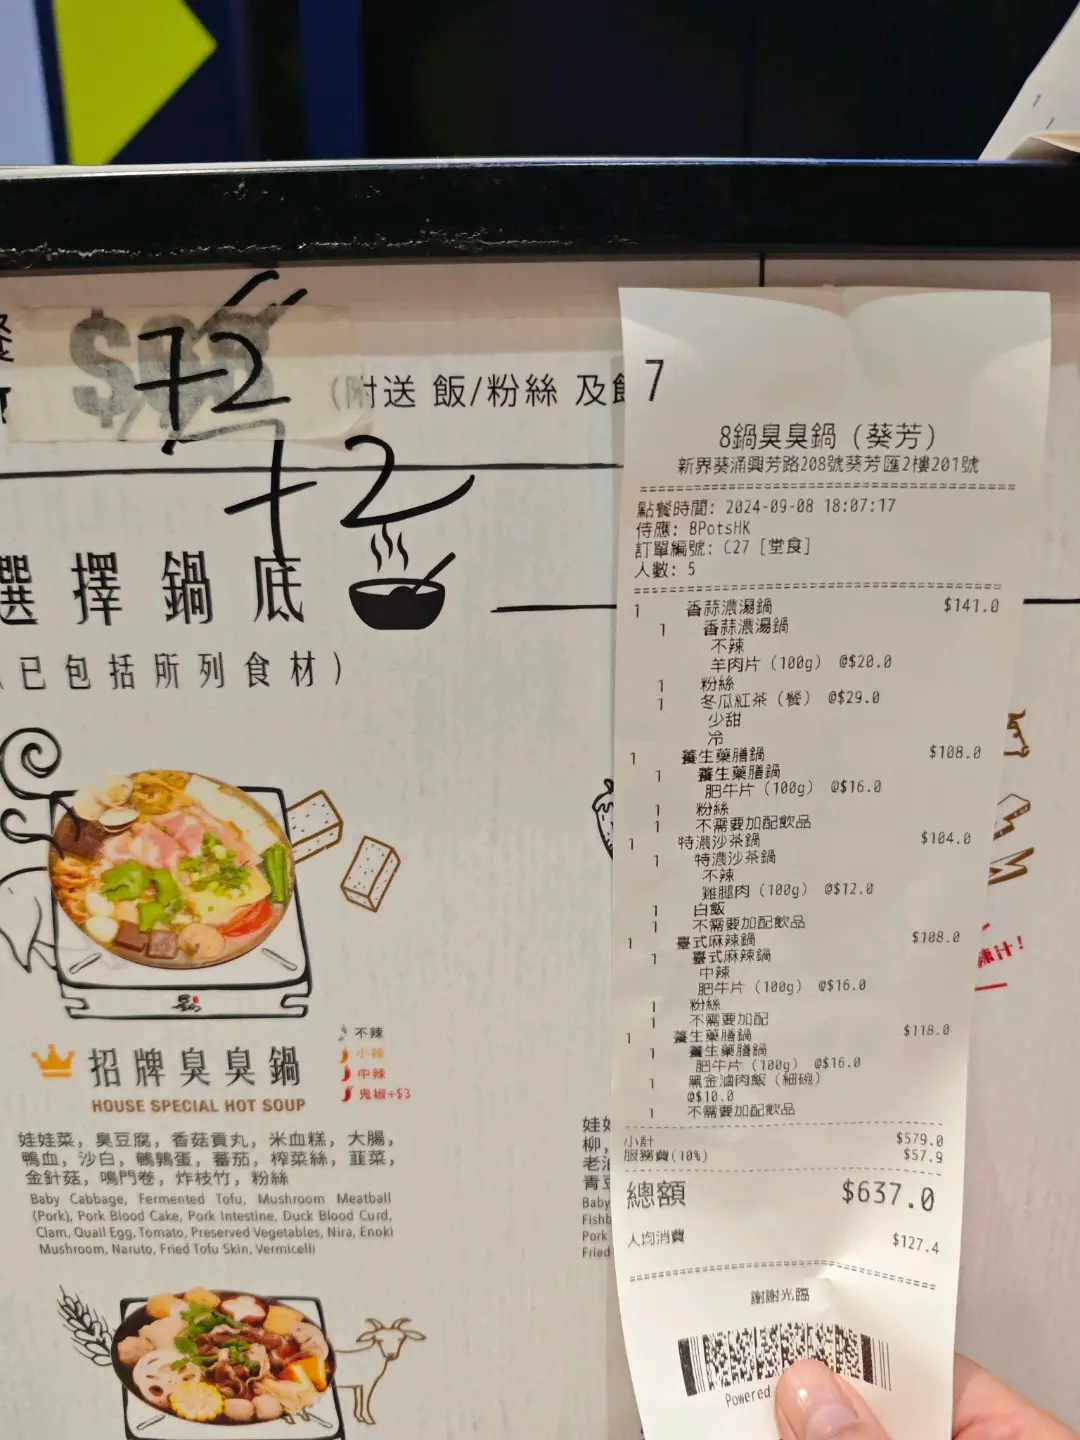 72
+2
附送 飯/粉絲 及
選擇鍋底
(已包括所列食材)
招牌臭臭鍋
HOUSE SPECIAL HOT SOUP
不辣
小辣
中辣
鬼椒+$3
娃娃菜, 臭豆腐, 香菇貢丸, 米血糕, 大腸,
鴨血, 沙白, 鵪鶉蛋, 蕃茄, 榨菜絲, 韮菜,
金針菇, 鳴門卷, 炸枝竹, 粉絲
Baby Cabbage, Fermented Tofu, Mushroom Meatball
(Pork), Pork Blood Cake, Pork Intestine, Duck Blood Curd,
Clam, Quail Egg, Tomato, Preserved Vegetables, Nira, Enoki
Mushroom, Naruto, Fried Tofu Skin, Vermicelli
7
8鍋臭臭鍋 (葵芳)
新界葵涌興芳路208號葵芳匯2樓201號
點餐時間: 2024-09-08 18:07:17
侍應: 8PotsHK
訂單編號: C27 [堂食]
人數: 5
1 香蒜濃湯鍋 $141.0
1 香蒜濃湯鍋
不辣
羊肉片 (100g) @$20.0
1 粉絲
1 冬瓜紅茶 (餐) @$29.0
少甜
冷
1 養生藥膳鍋 $108.0
1 養生藥膳鍋
肥牛片 (100g) @$16.0
1 粉絲
1 不需要加配飲品
1 特濃沙茶鍋 $104.0
1 特濃沙茶鍋
不辣
雞腿肉 (100g) @$12.0
1 白飯
1 不需要加配飲品
1 臺式麻辣鍋 $108.0
1 臺式麻辣鍋
中辣
肥牛片 (100g) @$16.0
1 粉絲
1 不需要加配
1 養生藥膳鍋 $118.0
1 養生藥膳鍋
肥牛片 (100g) @$16.0
1 黑金滷肉飯 (細碗)
@$10.0
1 不需要加配飲品
小計 $579.0
服務費(10%) $57.9
總額 $637.0
人均消費 $127.4
謝謝光臨
Powered
辣汁!
娃
柳,
老
青豆
Baby
Fishb
Pork
Fried